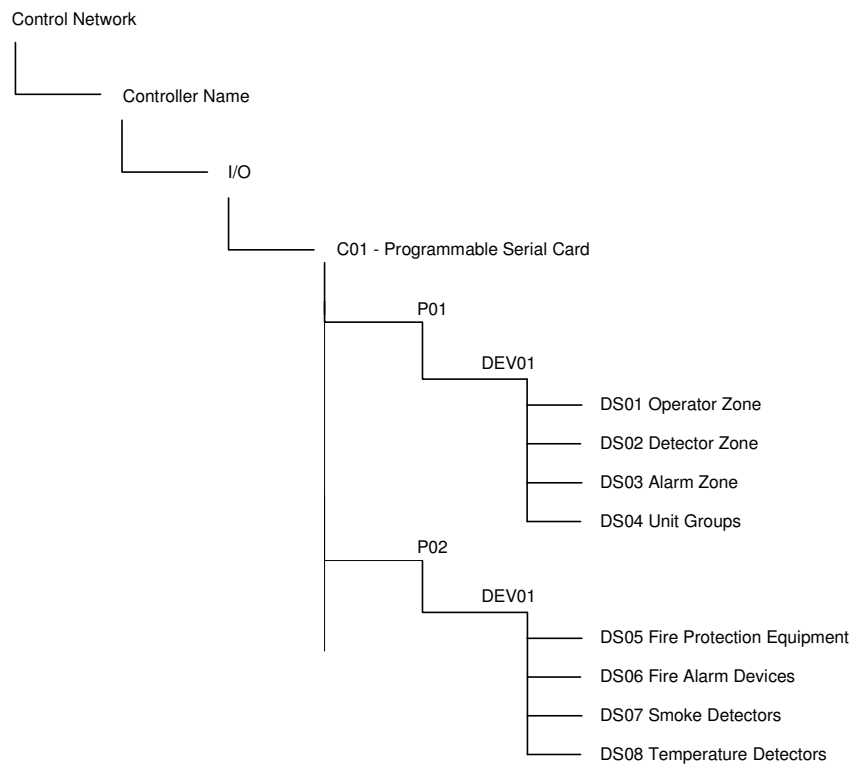 Control Network
Controller Name
I/O
C01 - Programmable Serial Card
P01
DEV01
DS01 Operator Zone
DS02 Detector Zone
DS03 Alarm Zone
DS04 Unit Groups
P02
DEV01
DS05 Fire Protection Equipment
DS06 Fire Alarm Devices
DS07 Smoke Detectors
DS08 Temperature Detectors